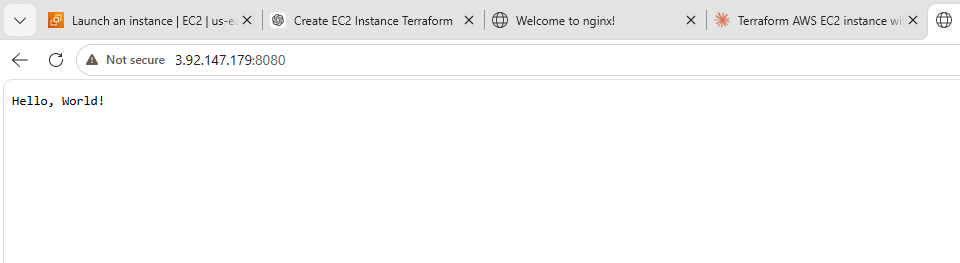 Launch an instance | EC2 | us-ea
Create EC2 Instance Terraform
Welcome to nginx!
Terraform AWS EC2 instance wi
Not secure
3.92.147.179:8080
Hello, World!